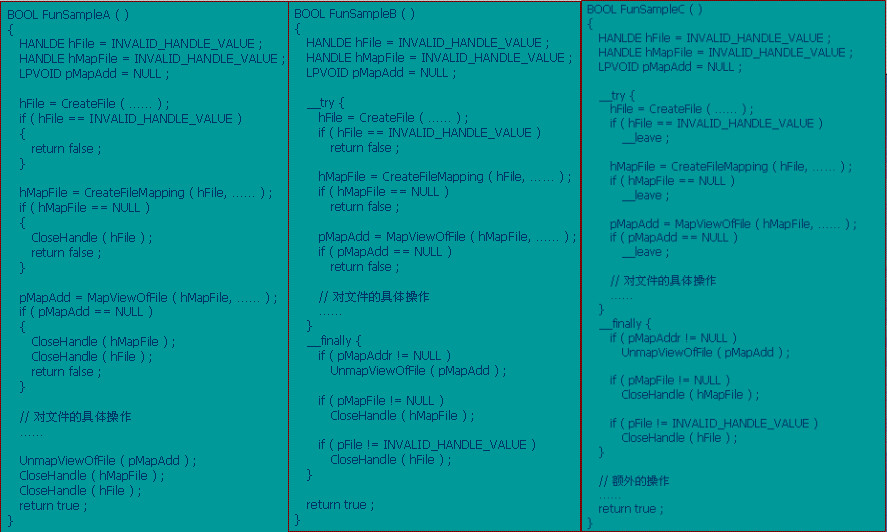 BOOL FunSampleA ( )
{
HANLDE hFile = INVALID_HANDLE_VALUE ;
HANDLE hMapFile = INVALID_HANDLE_VALUE ;
LPVOID pMapAdd = NULL ;
hFile = CreateFile ( ...... ) ;
if ( hFile == INVALID_HANDLE_VALUE )
{
return false ;
}
hMapFile = CreateFileMapping ( hFile, ...... ) ;
if ( hMapFile == NULL )
{
CloseHandle ( hFile ) ;
return false ;
}
pMapAdd = MapViewOfFile ( hMapFile, ...... ) ;
if ( pMapAdd == NULL )
{
CloseHandle ( hMapFile ) ;
CloseHandle ( hFile ) ;
return false ;
}
// 对文件的具体操作
......
UnmapViewOfFile ( pMapAdd ) ;
CloseHandle ( hMapFile ) ;
CloseHandle ( hFile ) ;
return true ;
}
BOOL FunSampleB ( )
{
HANLDE hFile = INVALID_HANDLE_VALUE ;
HANDLE hMapFile = INVALID_HANDLE_VALUE ;
LPVOID pMapAdd = NULL ;
__try {
hFile = CreateFile ( ...... ) ;
if ( hFile == INVALID_HANDLE_VALUE )
return false ;
hMapFile = CreateFileMapping ( hFile, ...... ) ;
if ( hMapFile == NULL )
return false ;
pMapAdd = MapViewOfFile ( hMapFile, ...... ) ;
if ( pMapAdd == NULL )
return false ;
// 对文件的具体操作
......
}
__finally {
if ( pMapAddr != NULL )
UnmapViewOfFile ( pMapAdd ) ;
if ( pMapFile != NULL )
CloseHandle ( hMapFile ) ;
if ( pFile != INVALID_HANDLE_VALUE )
CloseHandle ( hFile ) ;
}
return true ;
}
BOOL FunSampleC ( )
{
HANLDE hFile = INVALID_HANDLE_VALUE ;
HANDLE hMapFile = INVALID_HANDLE_VALUE ;
LPVOID pMapAdd = NULL ;
__try {
hFile = CreateFile ( ...... ) ;
if ( hFile == INVALID_HANDLE_VALUE )
__leave ;
hMapFile = CreateFileMapping ( hFile, ...... ) ;
if ( hMapFile == NULL )
__leave ;
pMapAdd = MapViewOfFile ( hMapFile, ...... ) ;
if ( pMapAdd == NULL )
__leave ;
// 对文件的具体操作
......
}
__finally {
if ( pMapAddr != NULL )
UnmapViewOfFile ( pMapAdd ) ;
if ( pMapFile != NULL )
CloseHandle ( hMapFile ) ;
if ( pFile != INVALID_HANDLE_VALUE )
CloseHandle ( hFile ) ;
}
// 额外的操作
......
return true ;
}